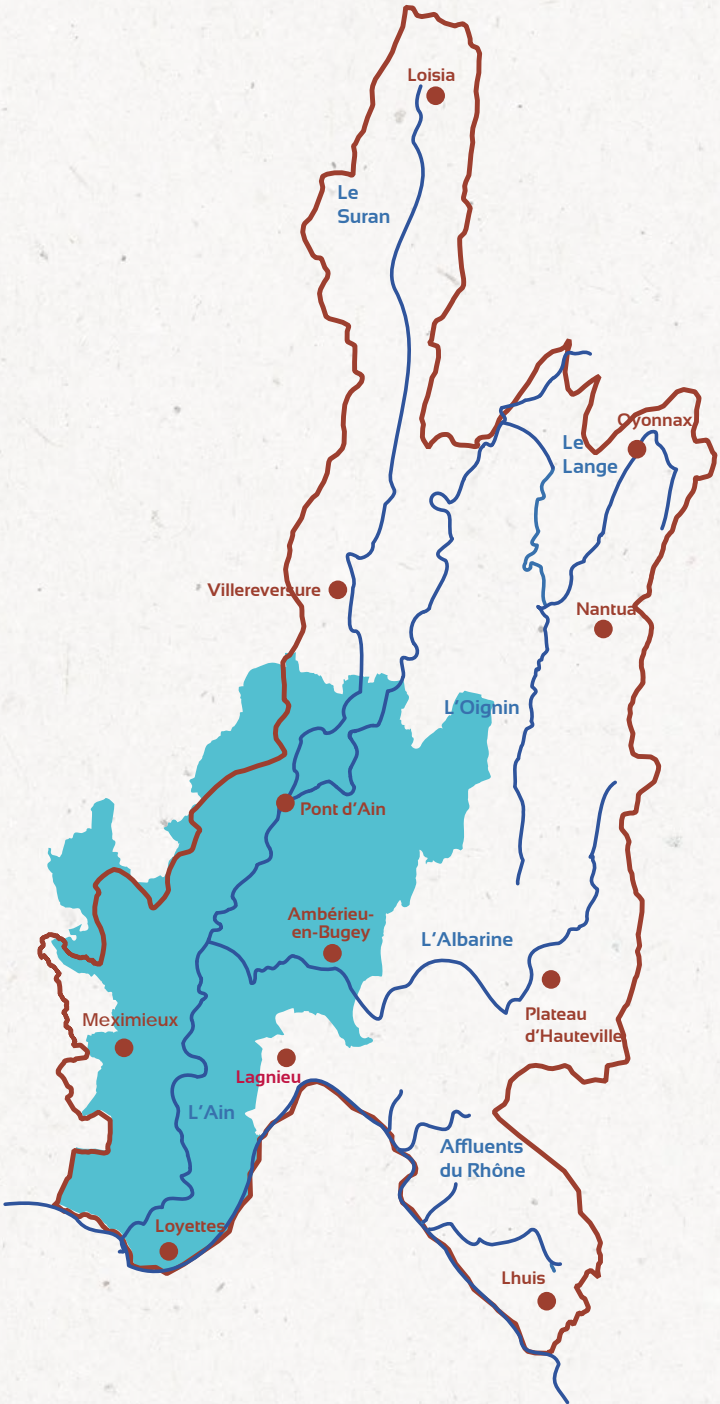 Loisia
Le
Suran
Oyonnax
Le
Lange
Villereversure
Nantua
L'Oignin
Pont d'Ain
Ambérieu-
en-Bugey
L'Albarine
Plateau
d'Hauteville
Meximieux
Lagnieu
L'Ain
Affluents
du Rhône
Loyettes
Lhuis